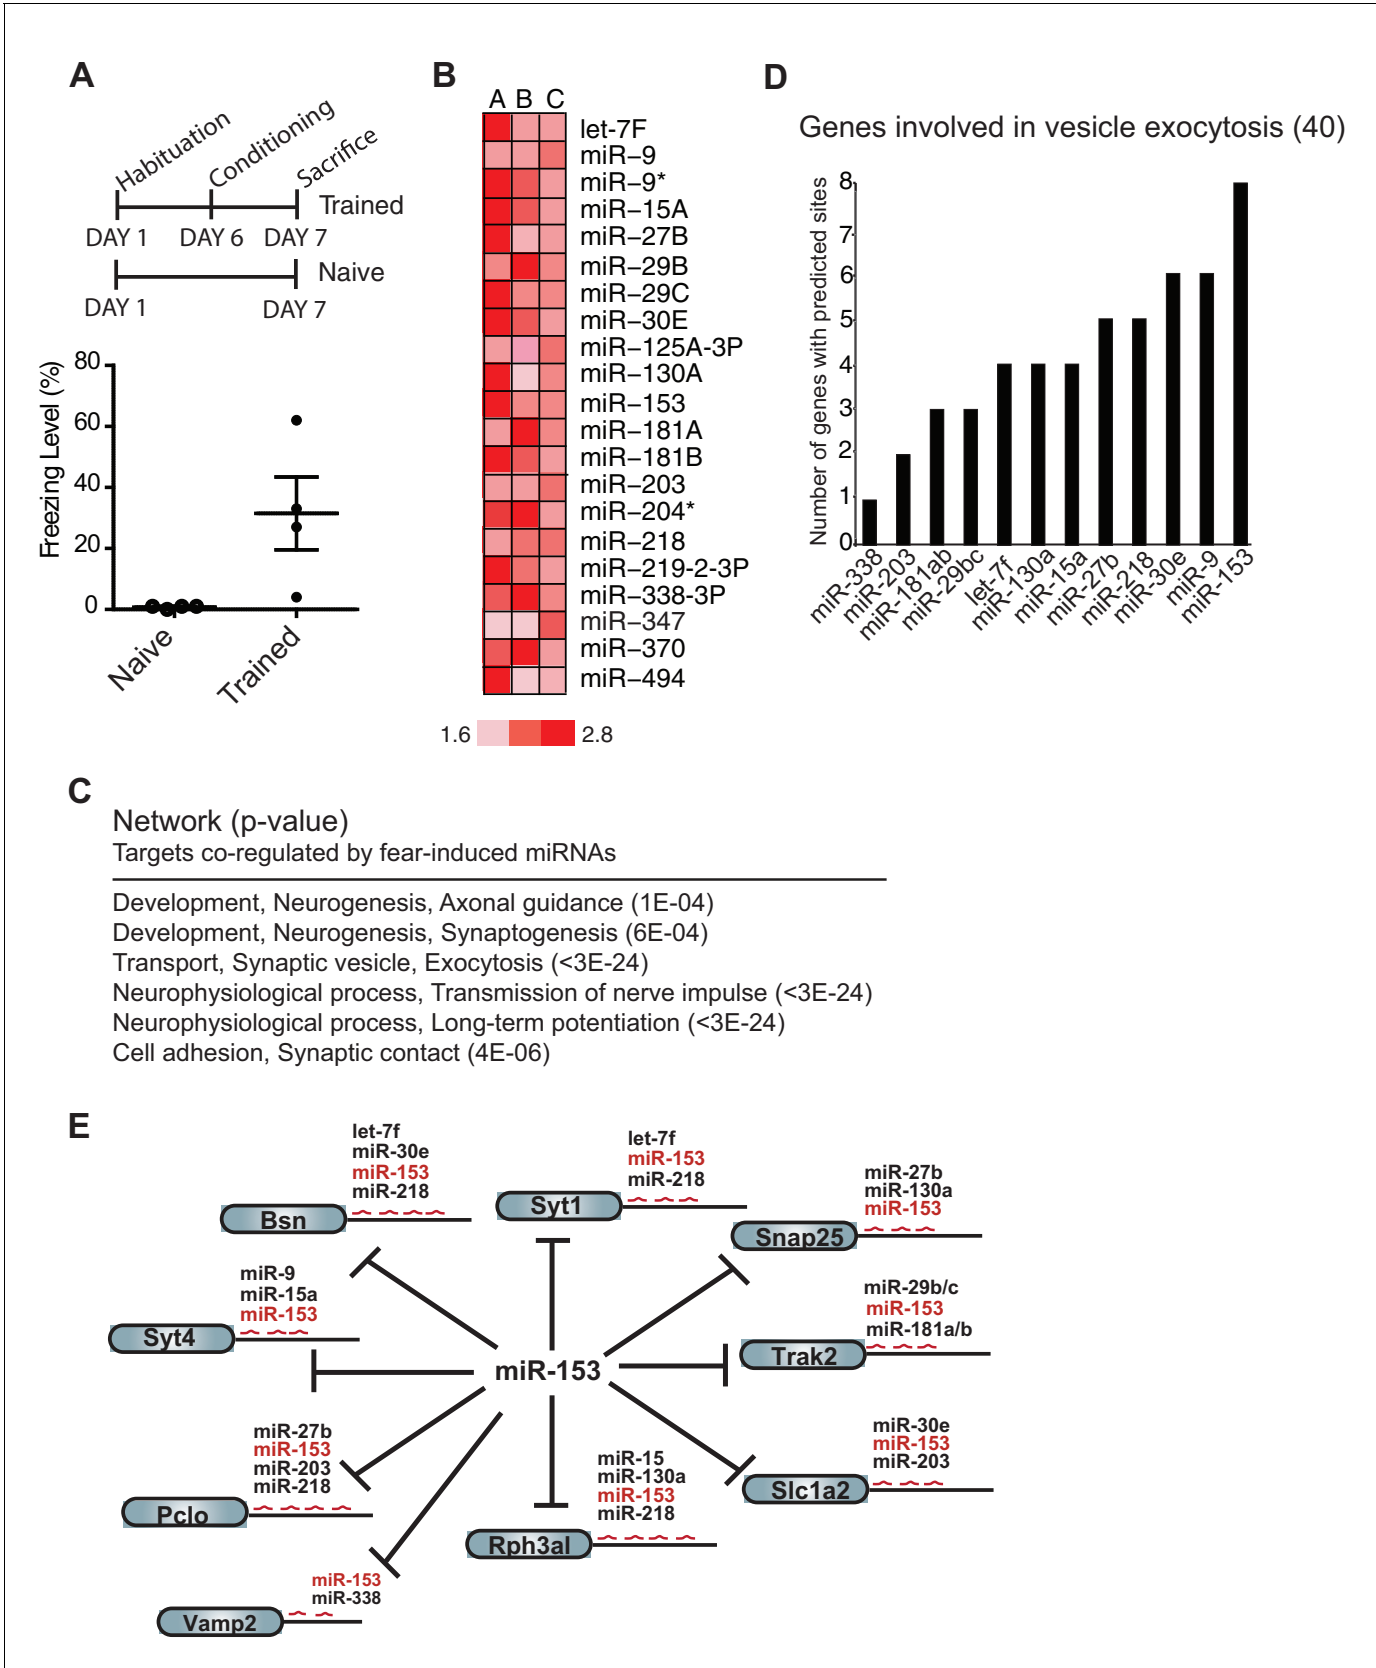 A
Habituation
Conditioning
Sacrifice
Trained
DAY 1
DAY 6
DAY 7
Naive
DAY 1
DAY 7
Freezing Level (%)
80
60
40
20
0
Naive
Trained
B
A B C
let-7F
miR–9
miR–9*
miR–15A
miR–27B
miR–29B
miR–29C
miR–30E
miR–125A-3P
miR–130A
miR–153
miR–181A
miR–181B
miR–203
miR–204*
miR–218
miR–219-2-3P
miR–338-3P
miR–347
miR–370
miR–494
1.6
2.8
D
Genes involved in vesicle exocytosis (40)
Number of genes with predicted sites
8
7
6
5
4
3
2
1
0
miR-338
miR-203
miR-181ab
miR-29bc
let-7f
miR-130a
miR-15a
miR-27b
miR-218
miR-30e
miR-9
miR-153
C
Network (p-value)
Targets co-regulated by fear-induced miRNAs
Development, Neurogenesis, Axonal guidance (1E-04)
Development, Neurogenesis, Synaptogenesis (6E-04)
Transport, Synaptic vesicle, Exocytosis (<3E-24)
Neurophysiological process, Transmission of nerve impulse (<3E-24)
Neurophysiological process, Long-term potentiation (<3E-24)
Cell adhesion, Synaptic contact (4E-06)
E
let-7f
miR-30e
miR-153
miR-218
Bsn
let-7f
miR-153
miR-218
Syt1
miR-27b
miR-130a
miR-153
Snap25
miR-9
miR-15a
miR-153
Syt4
miR-29b/c
miR-153
miR-181a/b
Trak2
miR-153
miR-27b
miR-153
miR-203
miR-218
Pclo
miR-15
miR-130a
miR-153
miR-218
Rph3al
miR-30e
miR-153
miR-203
Slc1a2
miR-153
miR-338
Vamp2